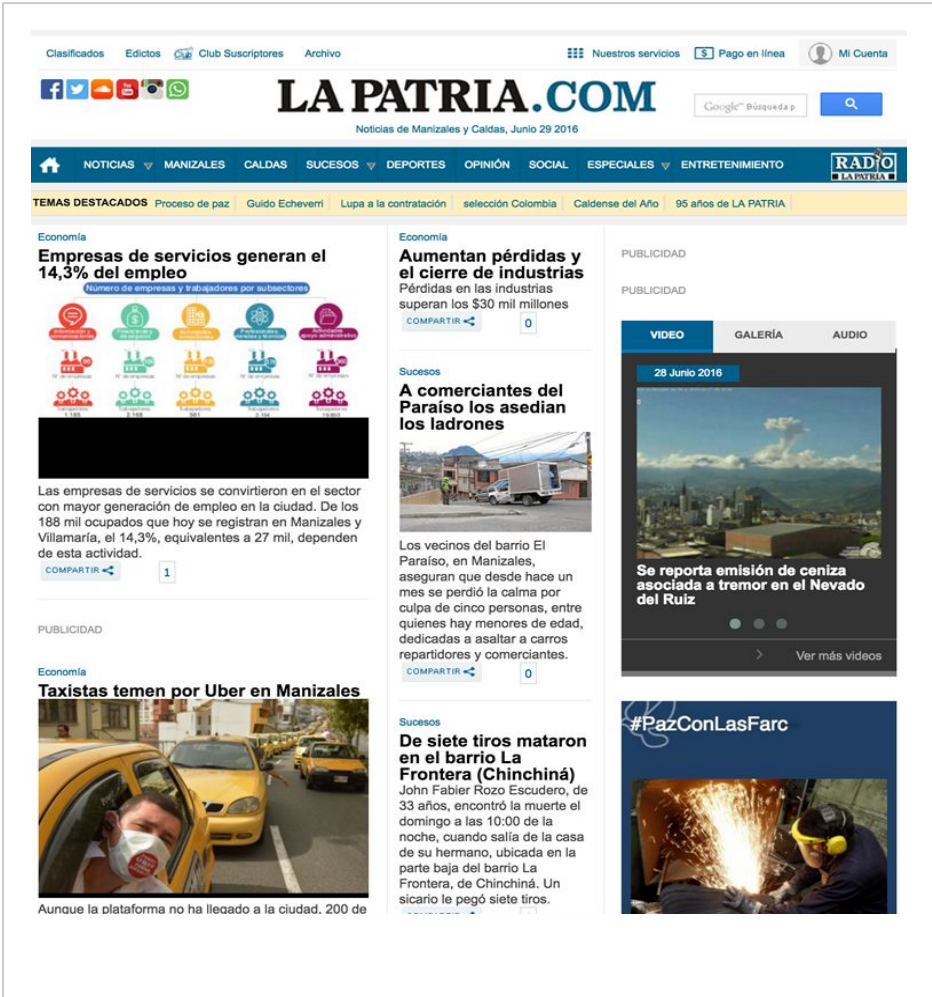 Clasificados Edictos Club Club Suscriptores Archivo Nuestros servicios $ Pago en línea Mi Cuenta
LA PATRIA.COM
Google™ Búsqueda p
Noticias de Manizales y Caldas, Junio 29 2016
NOTICIAS MANIZALES CALDAS SUCESOS DEPORTES OPINIÓN SOCIAL ESPECIALES ENTRETENIMIENTO RADIO LA PATRIA
TEMAS DESTACADOS Proceso de paz Guido Echeverri Lupa a la contratación selección Colombia Caldense del Año 95 años de LA PATRIA
Economía
Empresas de servicios generan el
14,3% del empleo
Número de empresas y trabajadores por subsectores
Las empresas de servicios se convirtieron en el sector
con mayor generación de empleo en la ciudad. De los
188 mil ocupados que hoy se registran en Manizales y
Villamaría, el 14,3%, equivalentes a 27 mil, dependen
de esta actividad.
COMPARTIR 1
PUBLICIDAD
Economía
Taxistas temen por Uber en Manizales
Aunque la plataforma no ha llegado a la ciudad, 200 de
Economía
Aumentan pérdidas y
el cierre de industrias
Pérdidas en las industrias
superan los $30 mil millones
COMPARTIR 0
Sucesos
A comerciantes del
Paraíso los asedian
los ladrones
Los vecinos del barrio El
Paraíso, en Manizales,
aseguran que desde hace un
mes se perdió la calma por
culpa de cinco personas, entre
quienes hay menores de edad,
dedicadas a asaltar a carros
repartidores y comerciantes.
COMPARTIR 0
Sucesos
De siete tiros mataron
en el barrio La
Frontera (Chinchiná)
John Fabier Rozo Escudero, de
33 años, encontró la muerte el
domingo a las 10:00 de la
noche, cuando salía de la casa
de su hermano, ubicada en la
parte baja del barrio La
Frontera, de Chinchiná. Un
sicario le pegó siete tiros.
PUBLICIDAD
PUBLICIDAD
VIDEO GALERÍA AUDIO
28 Junio 2016
Se reporta emisión de ceniza
asociada a tremor en el Nevado
del Ruiz
Ver más videos
#PazConLasFarc